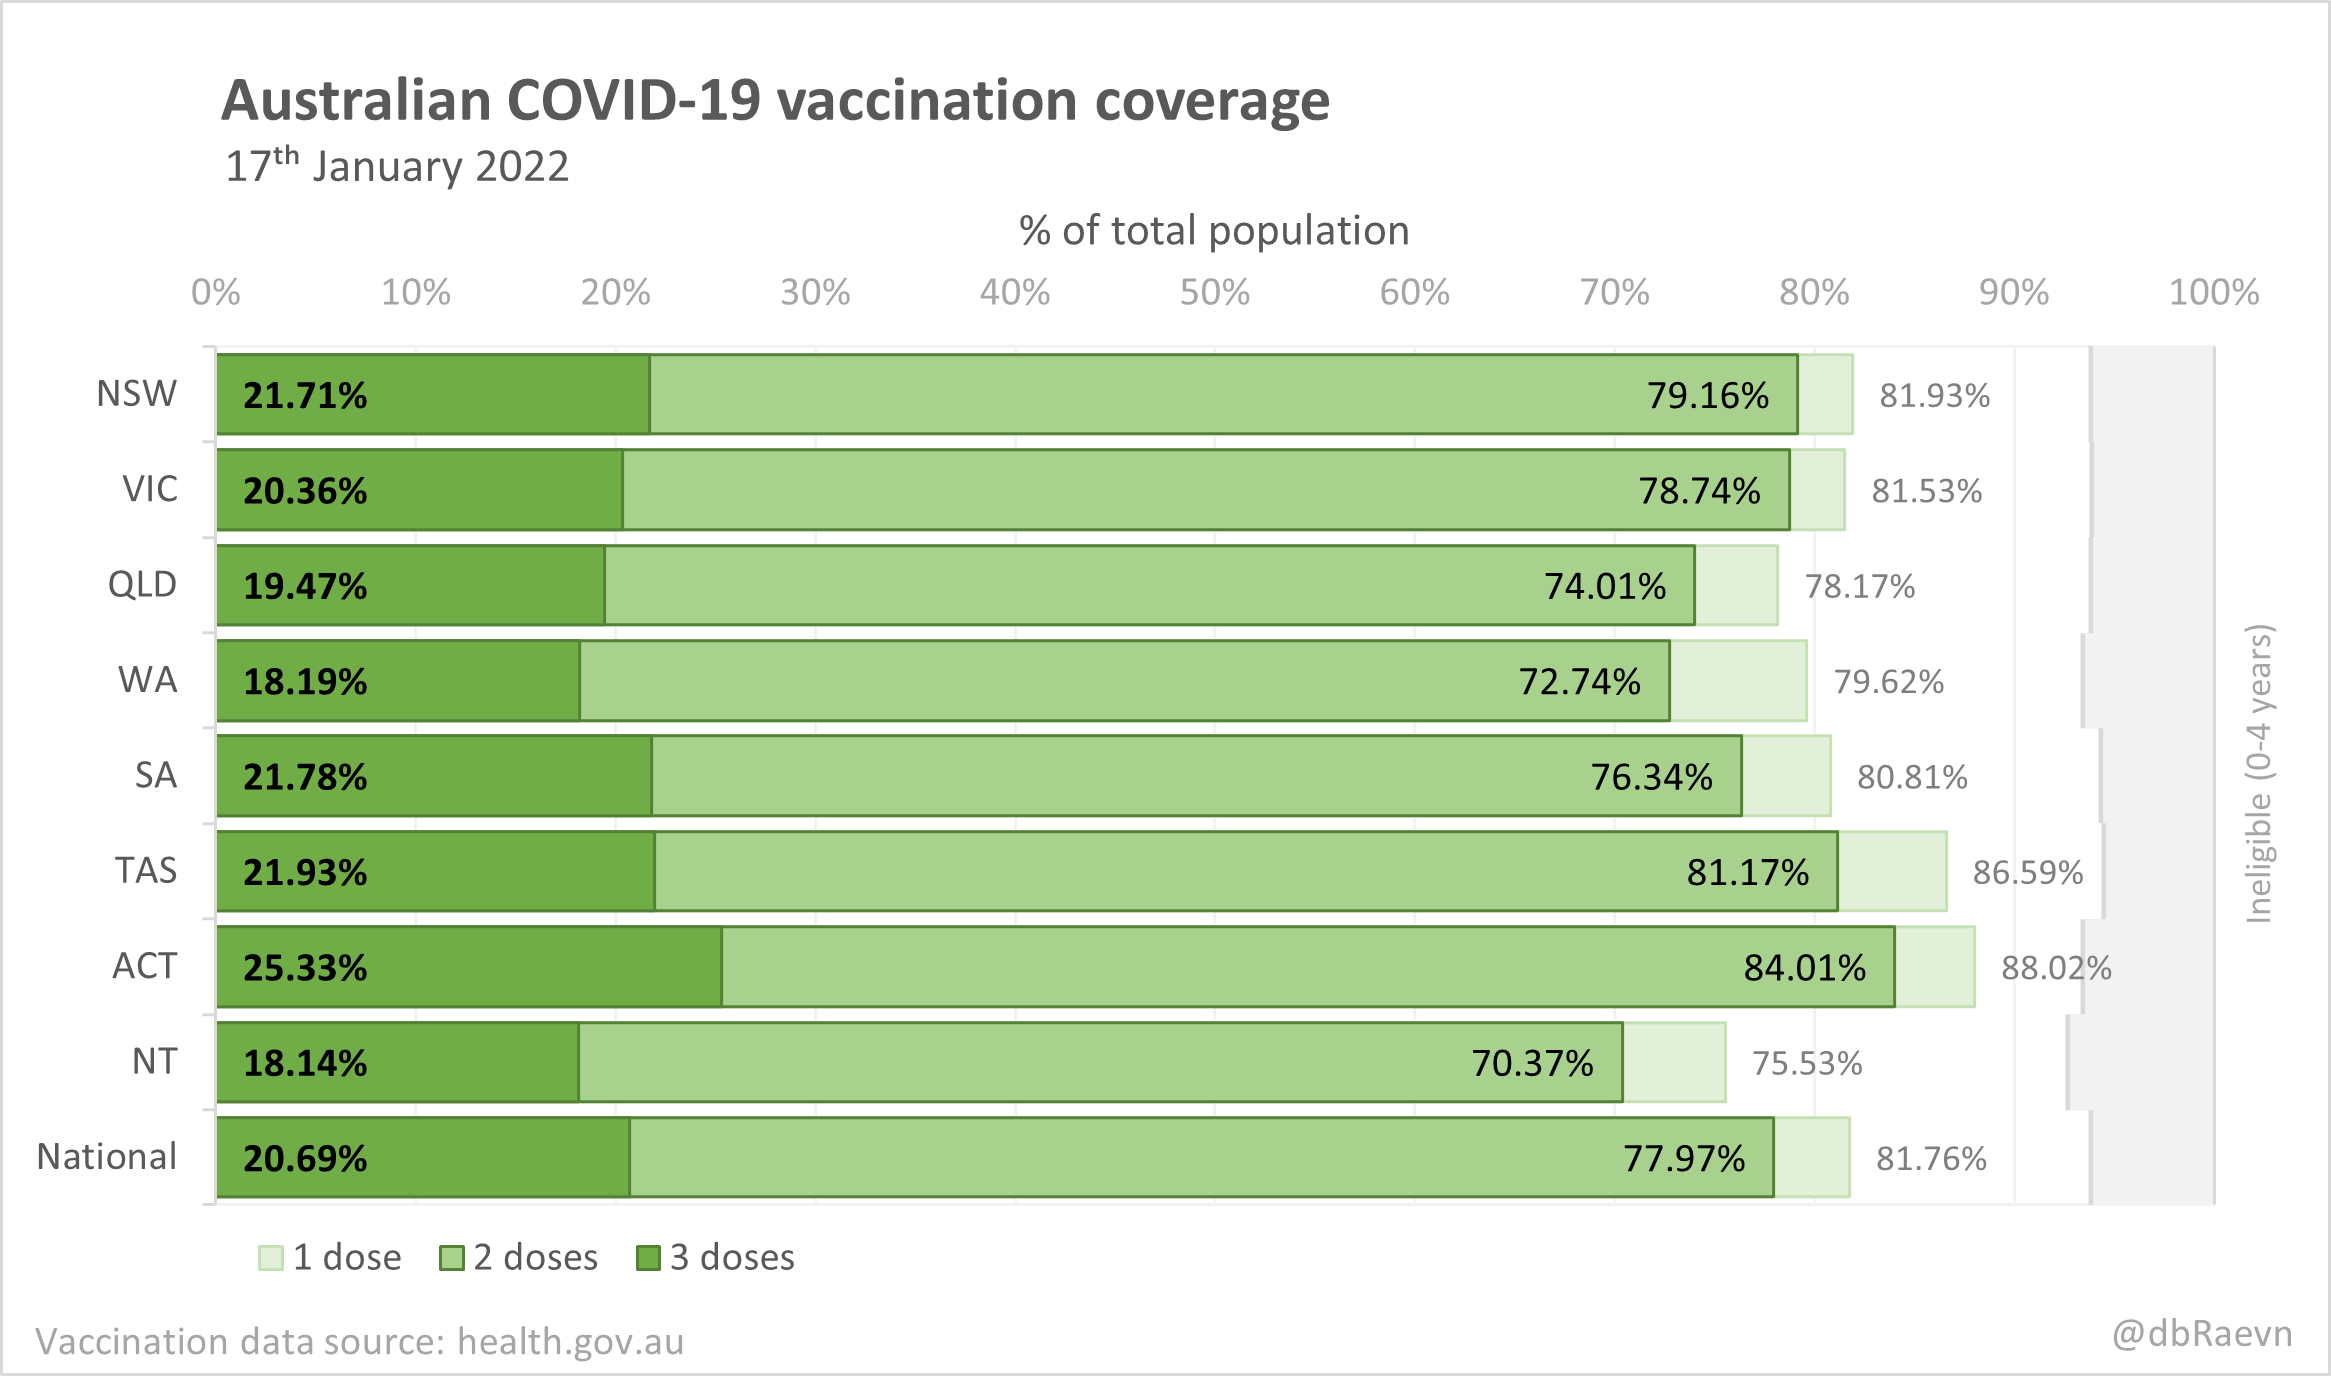 Australian COVID-19 vaccination coverage
17th January 2022
% of total population
0% 10% 20% 30% 40% 50% 60% 70% 80% 90% 100%
NSW 21.71% 79.16% 81.93%
VIC 20.36% 78.74% 81.53%
QLD 19.47% 74.01% 78.17%
WA 18.19% 72.74% 79.62%
SA 21.78% 76.34% 80.81%
TAS 21.93% 81.17% 86.59%
ACT 25.33% 84.01% 88.02%
NT 18.14% 70.37% 75.53%
National 20.69% 77.97% 81.76%
Ineligible (0-4 years)
1 dose 2 doses 3 doses
Vaccination data source: health.gov.au
@dbRaevn